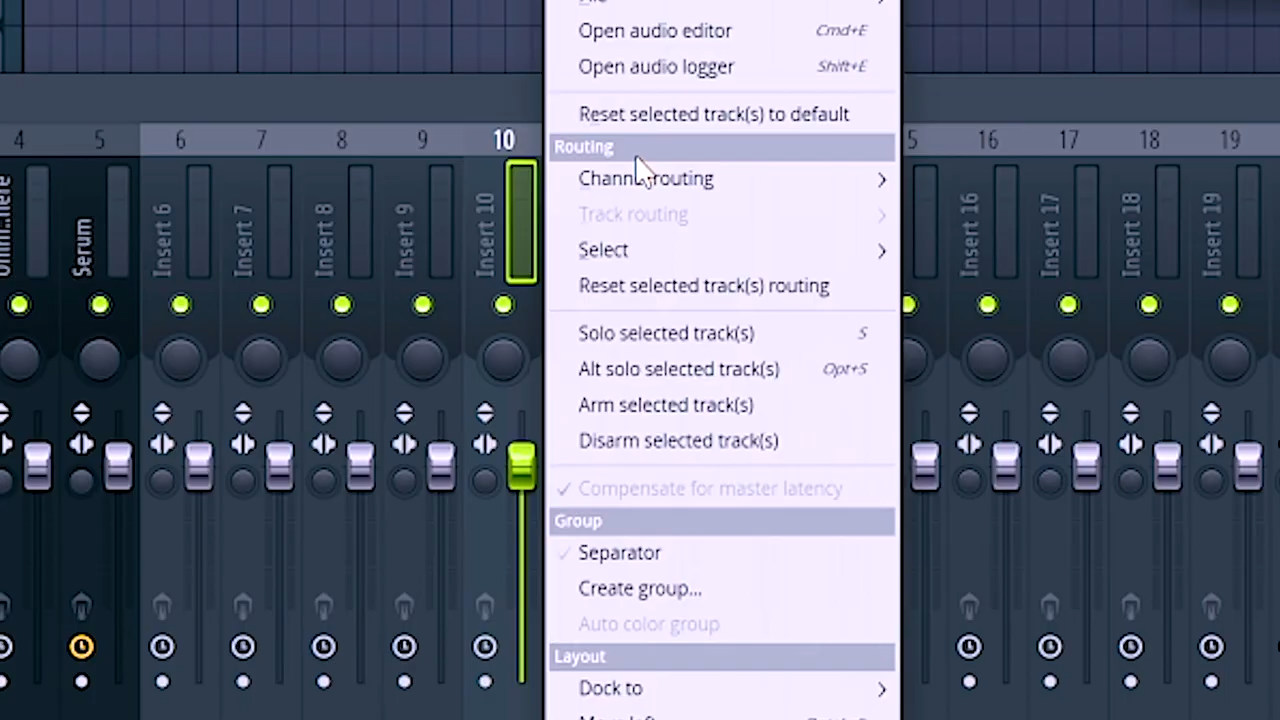 Open audio editor Cmd+E
Open audio logger Shift+E
Reset selected track(s) to default
Routing
Channel routing
Track routing
Select
Reset selected track(s) routing
Solo selected track(s) S
Alt solo selected track(s) Opt+S
Arm selected track(s)
Disarm selected track(s)
Compensate for master latency
Group
Separator
Create group...
Auto color group
Layout
Dock to
4 5 6 7 8 9 10 5 16 17 18 19
Serum
Insert 6
Insert 7
Insert 8
Insert 9
Insert 10
Insert 16
Insert 17
Insert 18
Insert 19